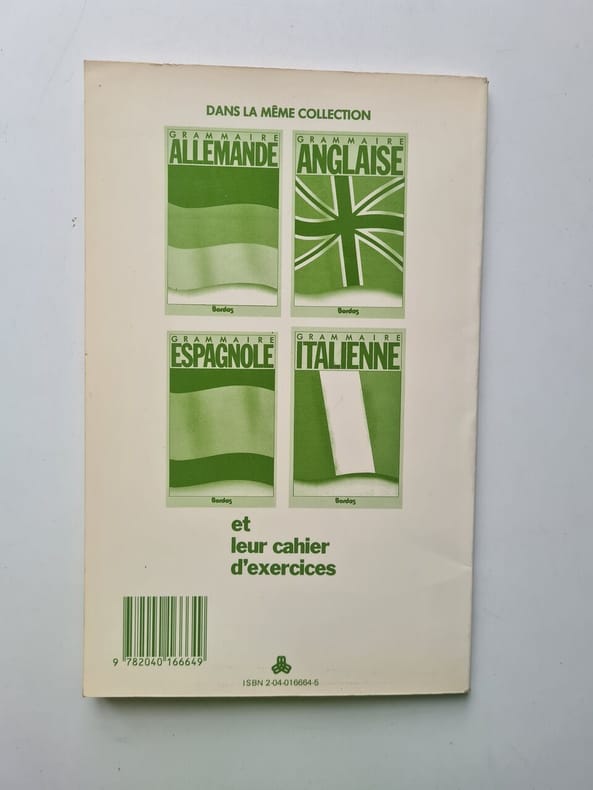 DANS LA MÊME COLLECTION
GRAMMAIRE
ALLEMANDE
Bordas
GRAMMAIRE
ANGLAISE
Bordas
GRAMMAIRE
ESPAGNOLE
Bordas
GRAMMAIRE
ITALIENNE
Bordas
et
leur cahier
d'exercices
9 782040 166649
ISBN 2-04-016664-5